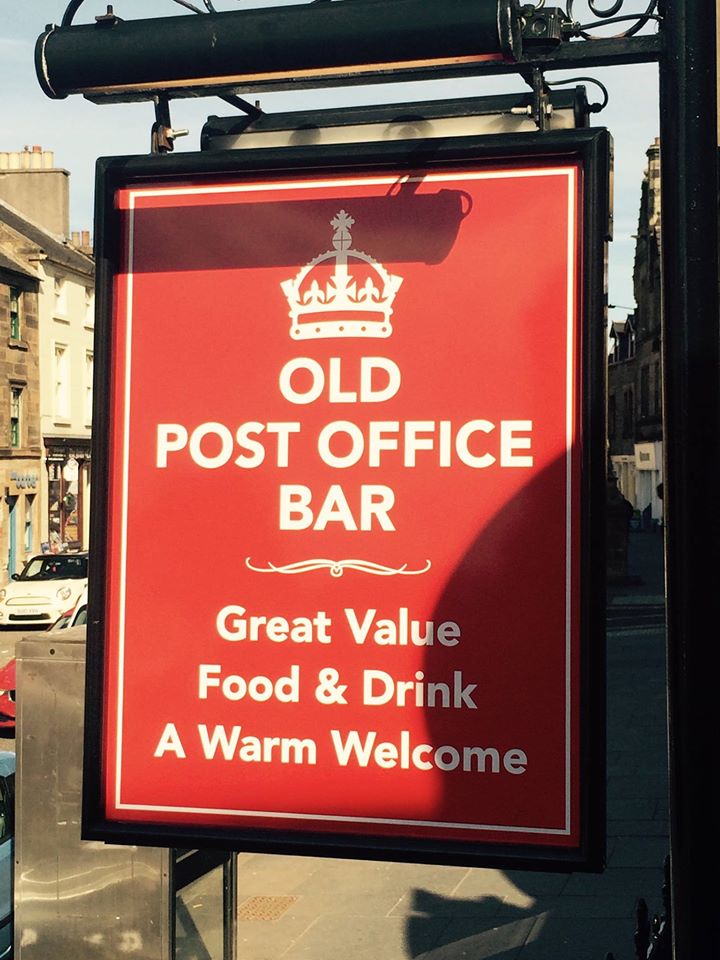 OLD
POST OFFICE
BAR
Great Value
Food & Drink
A Warm Welcome